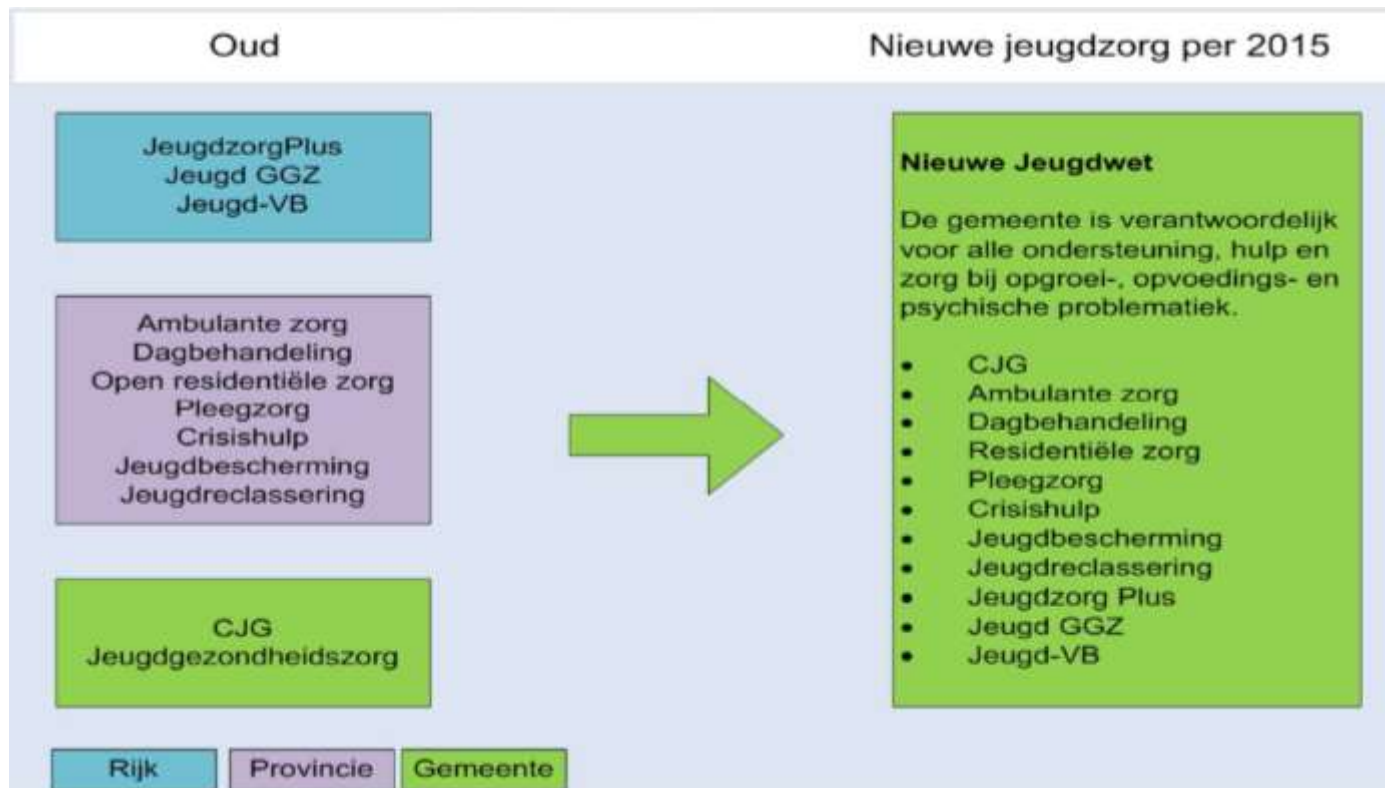 Oud
Nieuwe jeugdzorg per 2015
JeugdzorgPlus
Jeugd GGZ
Jeugd-VB
Ambulante zorg
Dagbehandeling
Open residentiële zorg
Pleegzorg
Crisishulp
Jeugdbescherming
Jeugdreclassering
CJG
Jeugdgezondheidszorg
Nieuwe Jeugdwet
De gemeente is verantwoordelijk
voor alle ondersteuning, hulp en
zorg bij opgroei-, opvoedings- en
psychische problematiek.
• CJG
• Ambulante zorg
• Dagbehandeling
• Residentiële zorg
• Pleegzorg
• Crisishulp
• Jeugdbescherming
• Jeugdreclassering
• Jeugdzorg Plus
• Jeugd GGZ
• Jeugd-VB
Rijk
Provincie
Gemeente